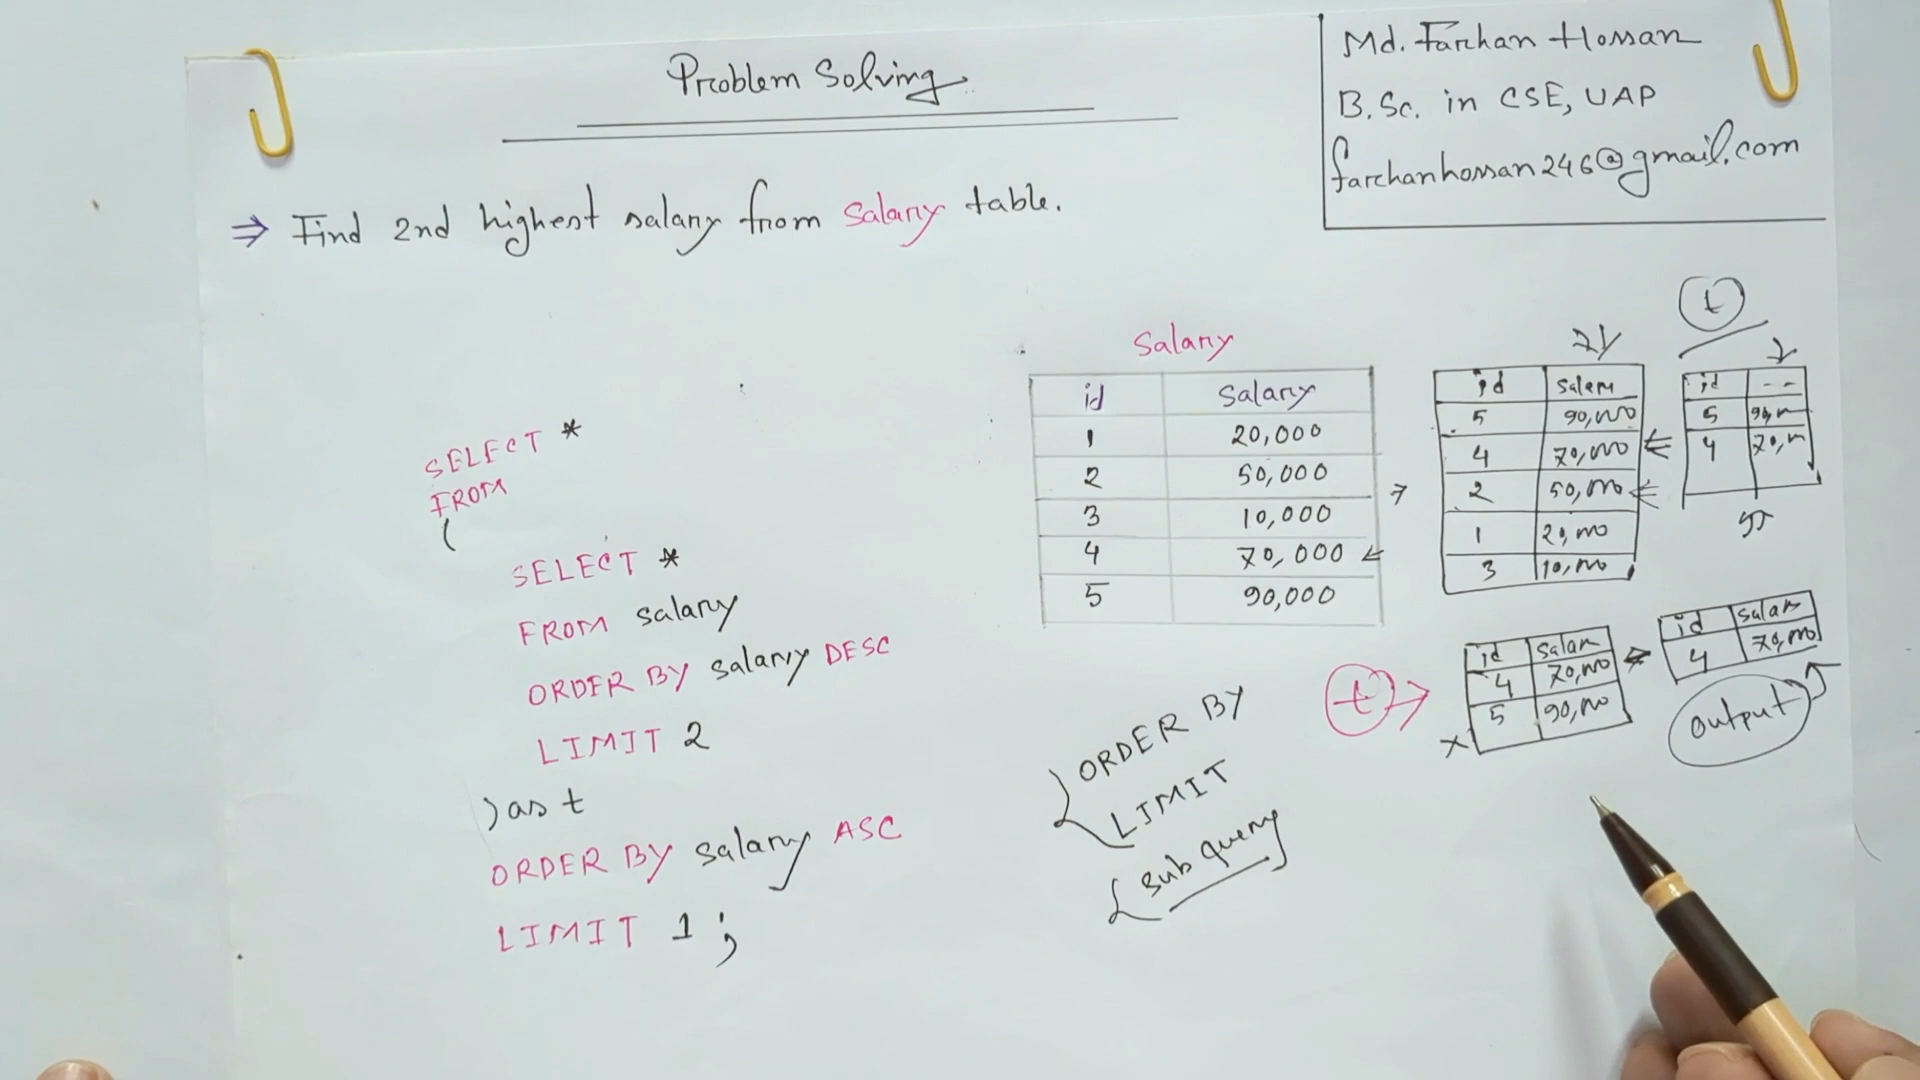 Problem Solving
Md. Farhan Hossan
B.Sc. in CSE, UAP
farhanhossan246@gmail.com
⇒ Find 2nd highest salary from Salary table.
SELECT *
FROM
(
SELECT *
FROM salary
ORDER BY salary DESC
LIMIT 2
) as t
ORDER BY salary ASC
LIMIT 1 ;
Salary
id Salary
1 20,000
2 50,000
3 10,000
4 70,000
5 90,000
id
5 90,000
4 70,000
2 50,000
1 20,000
3 10,000
t
id --
5
4
ORDER BY
LIMIT
Sub query
t
id Salary
4 70,000
5 90,000
id Salary
4 70,000
output